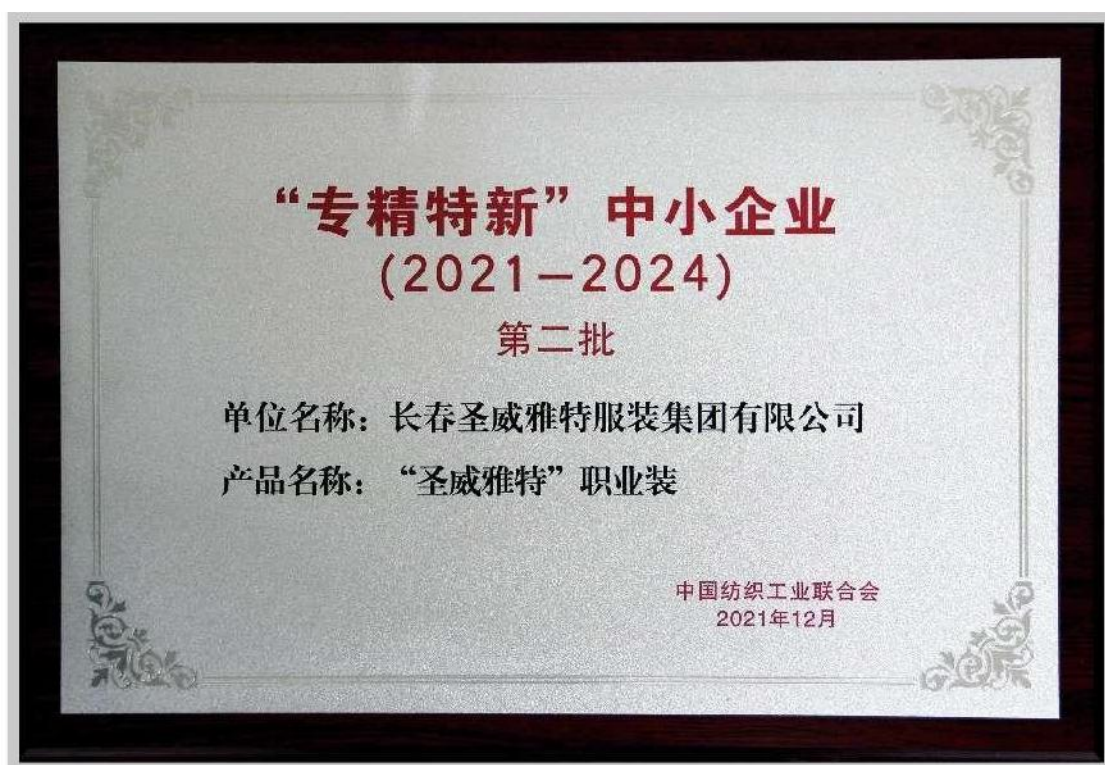 “专精特新”中小企业
(2021—2024)
第二批
单位名称：长春圣威雅特服装集团有限公司
产品名称：“圣威雅特”职业装
中国纺织工业联合会
2021年12月